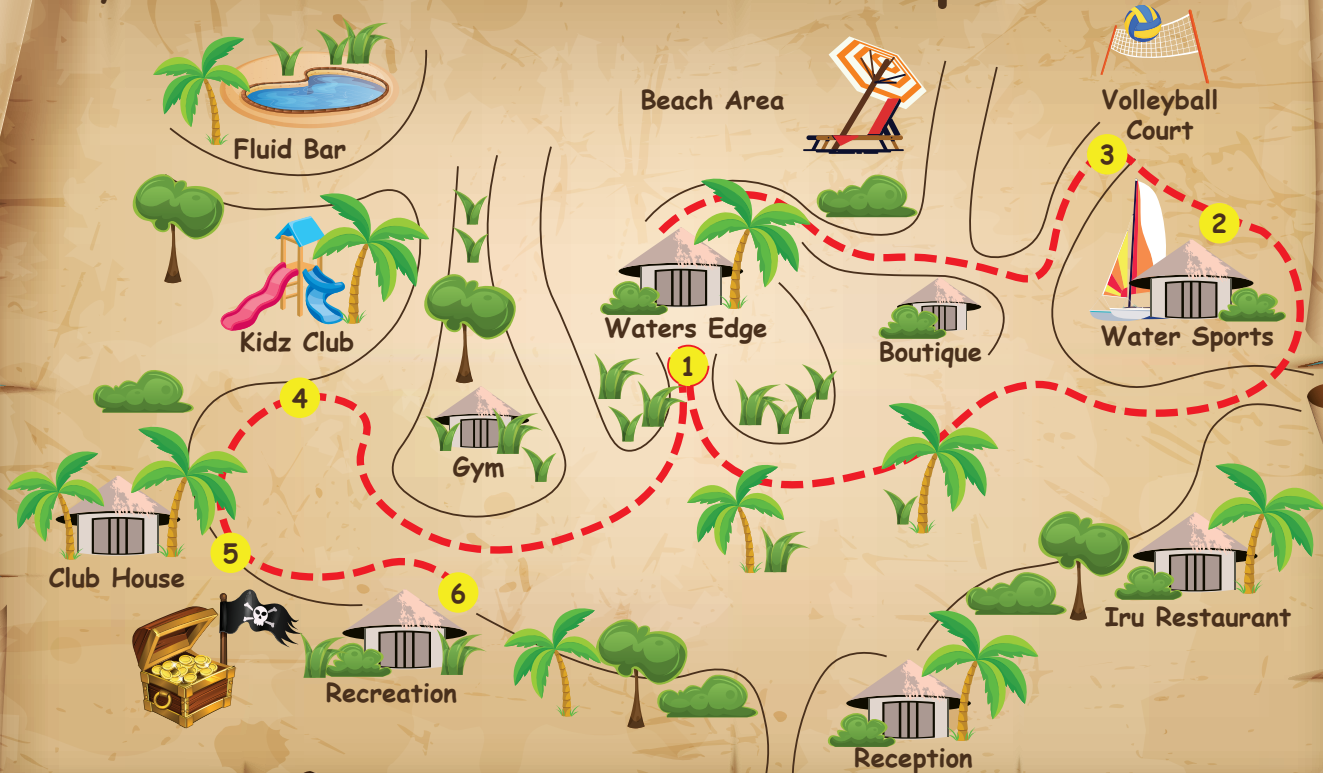 Fluid Bar
Beach Area
Volleyball
Court
3
2
Kidz Club
Waters Edge
Boutique
Water Sports
1
4
Gym
5
Club House
6
Iru Restaurant
Recreation
Reception